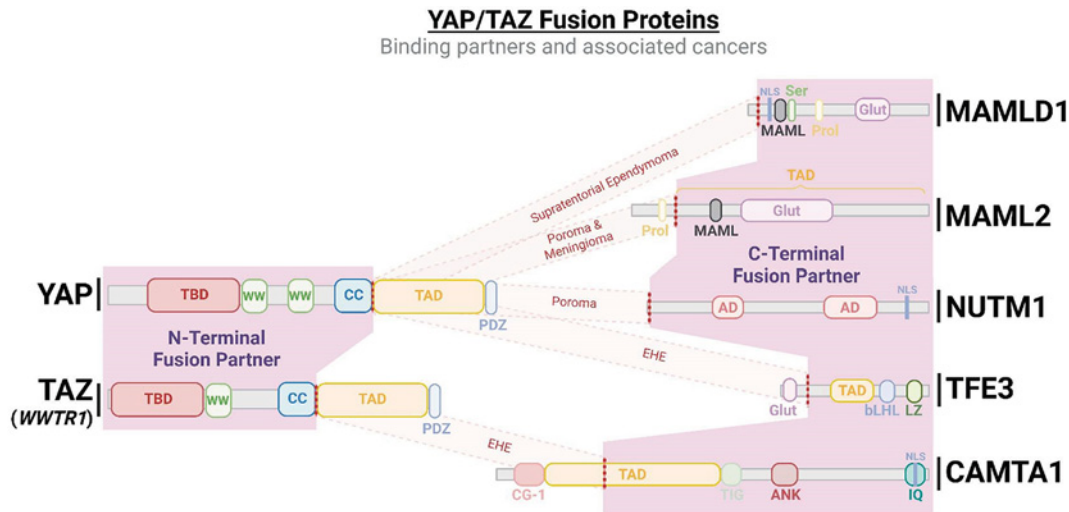 YAP/TAZ Fusion Proteins
Binding partners and associated cancers
NLS
Ser
Glut
MAML
Prol
MAMLD1
Supratentorial Ependymoma
TAD
Glut
Prol
MAML
MAML2
Poroma &
Meningioma
C-Terminal
Fusion Partner
YAP
TBD
WW
WW
CC
TAD
PDZ
Poroma
AD
AD
NLS
NUTM1
N-Terminal
Fusion Partner
EHE
TAZ
(WWTR1)
TBD
WW
CC
TAD
PDZ
Glut
TAD
bLHL
LZ
TFE3
EHE
CG-1
TAD
TIG
ANK
NLS
IQ
CAMTA1